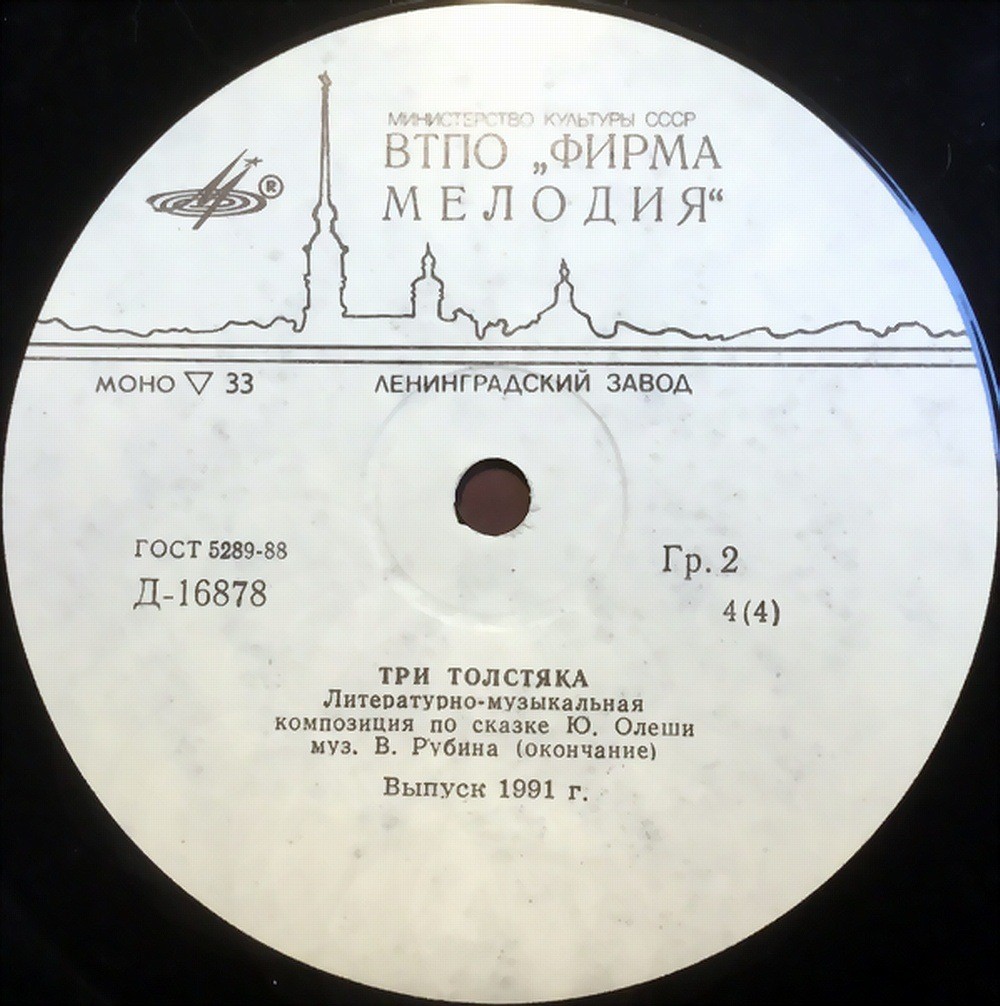 МИНИСТЕРСТВО КУЛЬТУРЫ СССР
ВТПО „ФИРМА
МЕЛОДИЯ“
®
МОНО ▽ 33
ЛЕНИНГРАДСКИЙ ЗАВОД
ГОСТ 5289-88
Д-16878
Гр. 2
4(4)
ТРИ ТОЛСТЯКА
Литературно-музыкальная
композиция по сказке Ю. Олеши
муз. В. Рубина (окончание)
Выпуск 1991 г.